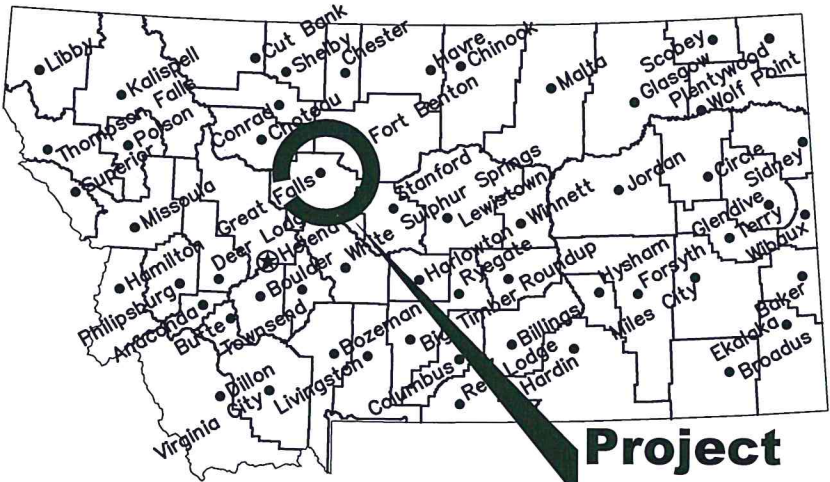 Libby
Cut Bank
Shelby
Chester
Havre
Chinook
Scobey
Plentywood
Kalispell
Malta
Glasgow
Wolf Point
Conrad
Choteau
Fort Benton
Thompson Falls
Polson
Superior
Great Falls
Stanford
Jordan
Circle
Sidney
Missoula
Lewistown
Winnett
Glendive
Terry
Wibaux
Deer Lodge
Helena
White Sulphur Springs
Harlowton
Ryegate
Roundup
Hysham
Forsyth
Miles City
Baker
Hamilton
Philipsburg
Anaconda
Butte
Boulder
Townsend
Bozeman
Big Timber
Billings
Ekalaka
Broadus
Dillon
Virginia City
Livingston
Columbus
Red Lodge
Hardin
Project